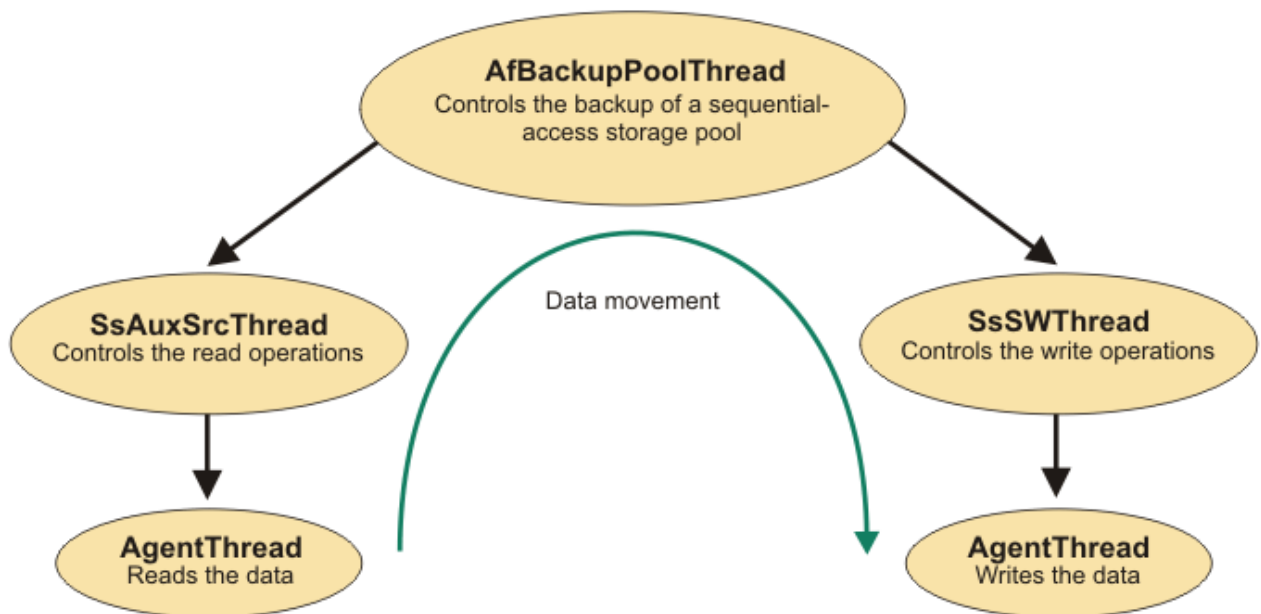 AfBackupPoolThread
Controls the backup of a sequential-
access storage pool
Data movement
SsAuxSrcThread
Controls the read operations
SsSWThread
Controls the write operations
AgentThread
Reads the data
AgentThread
Writes the data